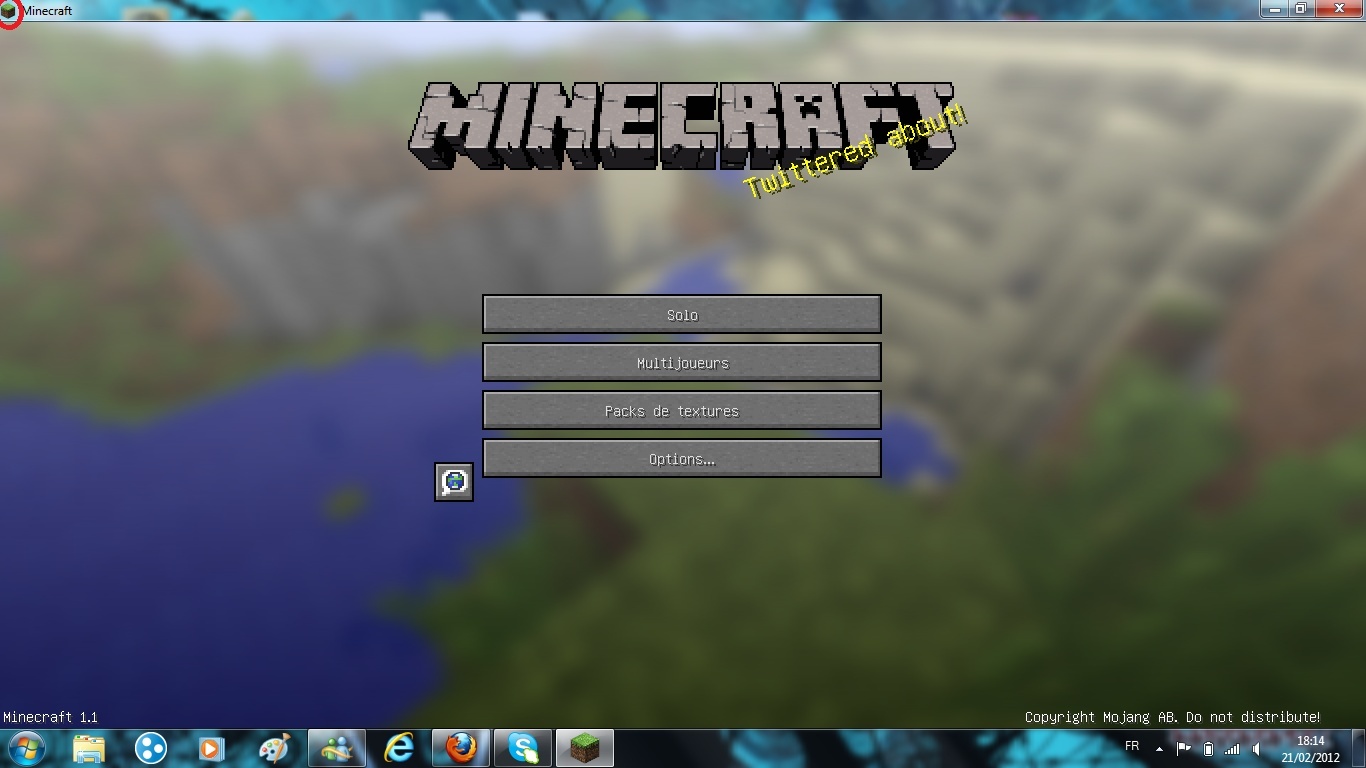 Minecraft
MINECRAFT
Twittered about!
Solo
Multijoueurs
Packs de textures
Options...
Minecraft 1.1
Copyright Mojang AB. Do not distribute!
FR
18:14
21/02/2012